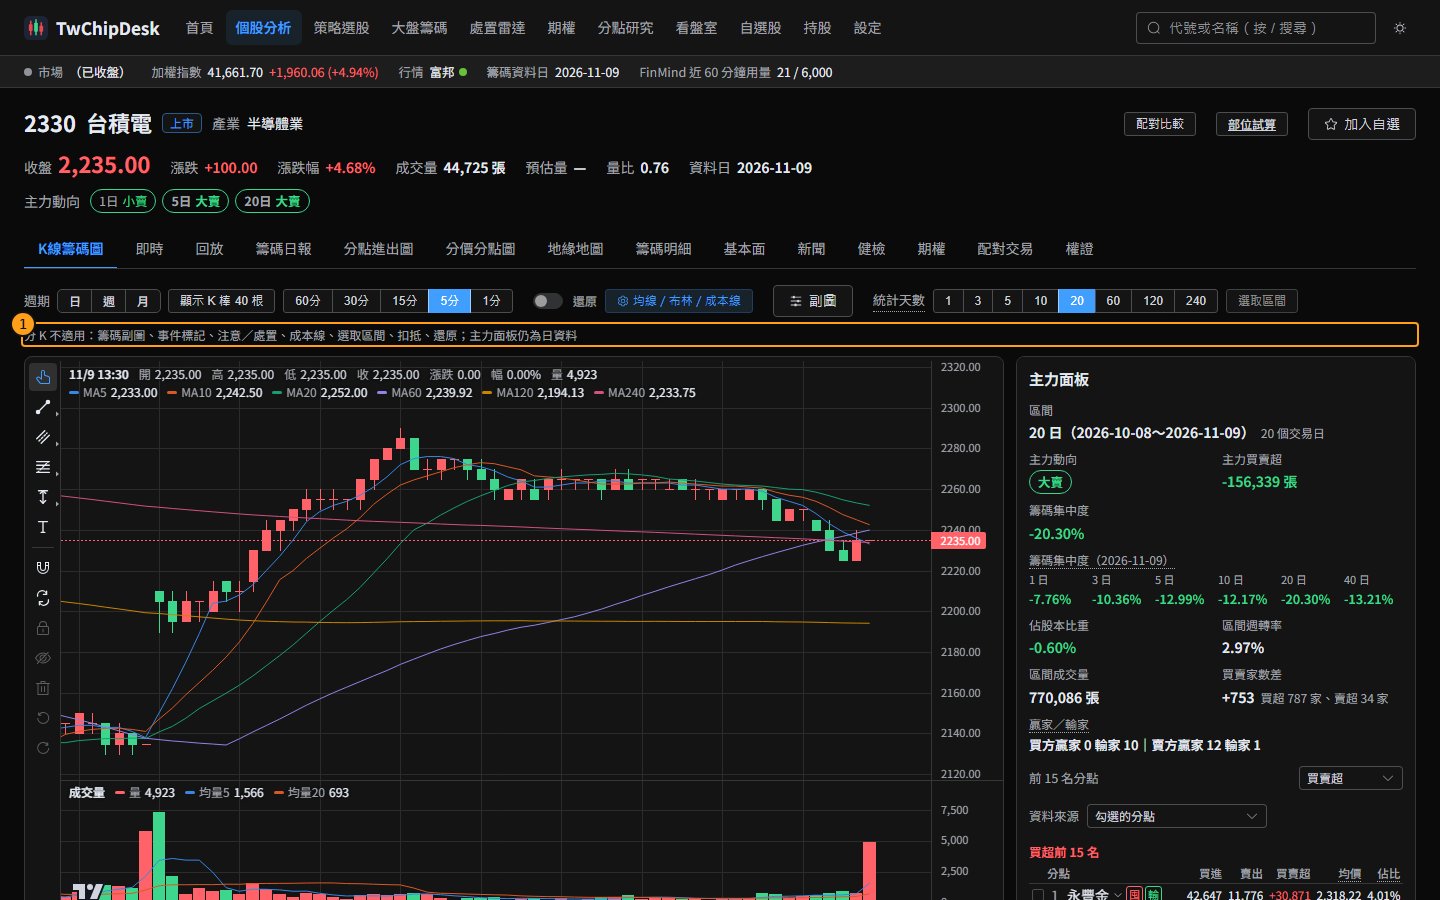 TwChipDesk 首頁 個股分析 策略選股 大盤籌碼 處置雷達 期權 分點研究 看盤室 自選股 持股 設定 代號或名稱（按 / 搜尋）
市場 （已收盤） 加權指數 41,661.70 +1,960.06 (+4.94%) 行情 富邦 籌碼資料日 2026-11-09 FinMind 近 60 分鐘用量 21 / 6,000
2330 台積電 上市 產業 半導體業 配對比較 部位試算 加入自選
收盤 2,235.00 漲跌 +100.00 漲跌幅 +4.68% 成交量 44,725 張 預估量 — 量比 0.76 資料日 2026-11-09
主力動向 1日 小賣 5日 大賣 20日 大賣
K線籌碼圖 即時 回放 籌碼日報 分點進出圖 分價分點圖 地緣地圖 籌碼明細 基本面 新聞 健檢 期權 配對交易 權證
週期 日 週 月 顯示 K 棒 40 根 60分 30分 15分 5分 1分 還原 均線 / 布林 / 成本線 副圖 統計天數 1 3 5 10 20 60 120 240 選取區間
1
分 K 不適用：籌碼副圖、事件標記、注意／處置、成本線、選取區間、扣抵、還原；主力面板仍為日資料
11/9 13:30 開 2,235.00 高 2,235.00 低 2,235.00 收 2,235.00 漲跌 0.00 幅 0.00% 量 4,923
MA5 2,233.00 MA10 2,242.50 MA20 2,252.00 MA60 2,239.92 MA120 2,194.13 MA240 2,233.75
T
2320.00
2300.00
2280.00
2260.00
2240.00
2235.00
2220.00
2200.00
2180.00
2160.00
2140.00
2120.00
成交量 量 4,923 均量5 1,566 均量20 693
7,500
5,000
2,500
主力面板
區間
20 日（2026-10-08～2026-11-09） 20 個交易日
主力動向 主力買賣超
大賣 -156,339 張
籌碼集中度
-20.30%
籌碼集中度（2026-11-09）
1 日 3 日 5 日 10 日 20 日 40 日
-7.76% -10.36% -12.99% -12.17% -20.30% -13.21%
佔股本比重 區間週轉率
-0.60% 2.97%
區間成交量 買賣家數差
770,086 張 +753 買超 787 家、賣超 34 家
贏家／輸家
買方贏家 0 輸家 10｜賣方贏家 12 輸家 1
前 15 名分點 買賣超
資料來源 勾選的分點
買超前 15 名
分點 買進 賣出 買賣超 均價 佔比
1 永豐金 輸 42,647 11,776 +30,871 2,318.22 4.01%